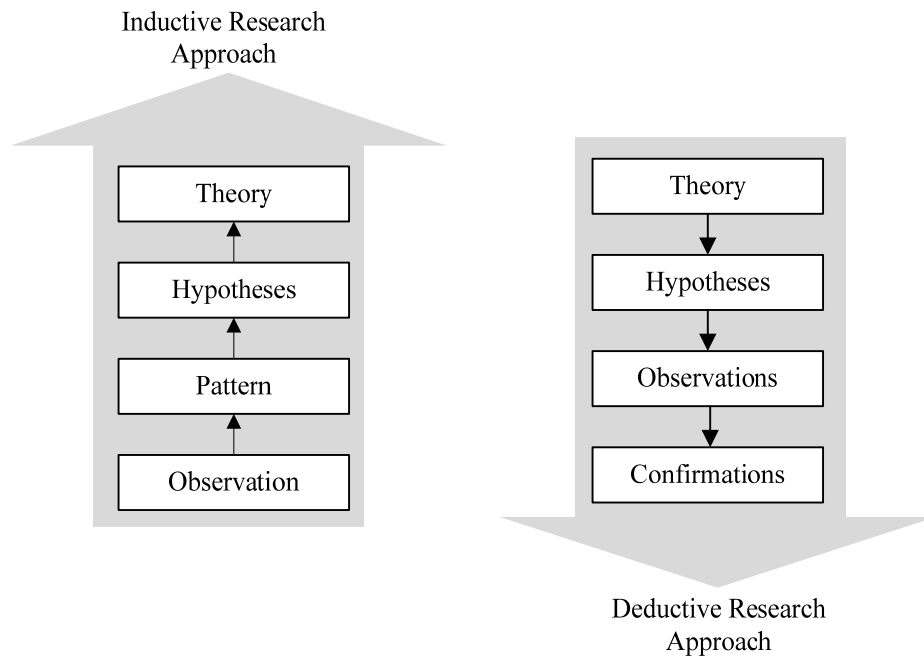 Inductive Research
Approach
Theory
Hypotheses
Pattern
Observation
Theory
Hypotheses
Observations
Confirmations
Deductive Research
Approach